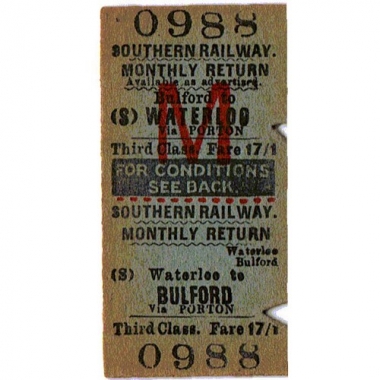 0988
SOUTHERN RAILWAY.
MONTHLY RETURN
Available as advertised.
Bulford to
(S) WATERLOO
Via PORTON
Third Class. Fare 17/1
M
FOR CONDITIONS
SEE BACK.
SOUTHERN RAILWAY.
MONTHLY RETURN
Waterloo
Bulford
(S) Waterloo to
BULFORD
Via PORTON
Third Class. Fare 17/1
0988